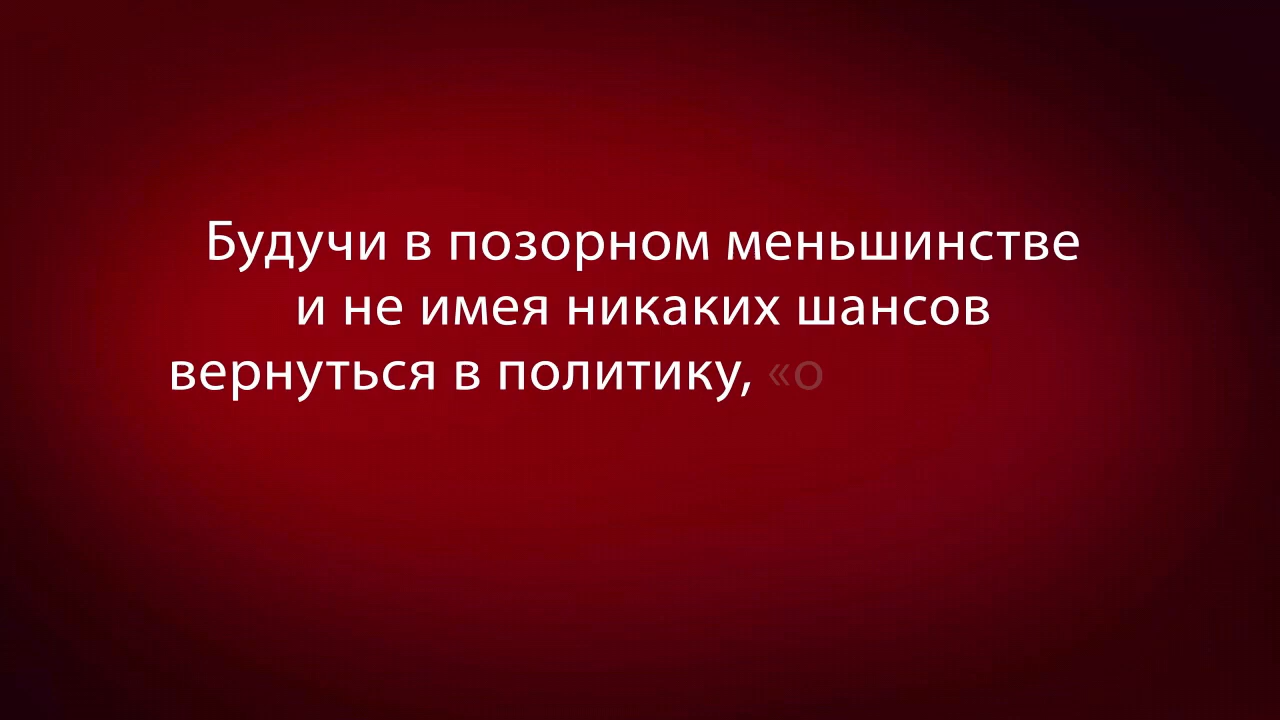 Будучи в позорном меньшинстве
и не имея никаких шансов
вернуться в политику, «о